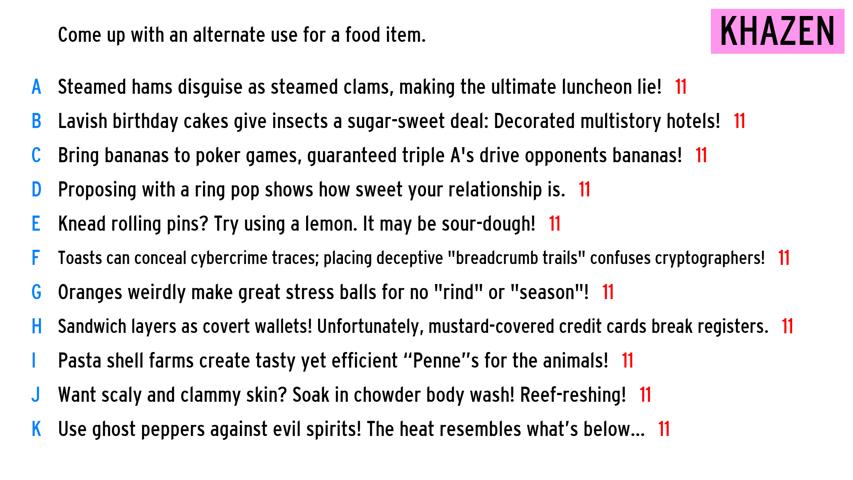 Come up with an alternate use for a food item.
KHAZEN
A Steamed hams disguise as steamed clams, making the ultimate luncheon lie! 11
B Lavish birthday cakes give insects a sugar-sweet deal: Decorated multistory hotels! 11
C Bring bananas to poker games, guaranteed triple A's drive opponents bananas! 11
D Proposing with a ring pop shows how sweet your relationship is. 11
E Knead rolling pins? Try using a lemon. It may be sour-dough! 11
F Toasts can conceal cybercrime traces; placing deceptive "breadcrumb trails" confuses cryptographers! 11
G Oranges weirdly make great stress balls for no "rind" or "season"! 11
H Sandwich layers as covert wallets! Unfortunately, mustard-covered credit cards break registers. 11
I Pasta shell farms create tasty yet efficient “Penne”s for the animals! 11
J Want scaly and clammy skin? Soak in chowder body wash! Reef-reshing! 11
K Use ghost peppers against evil spirits! The heat resembles what’s below... 11